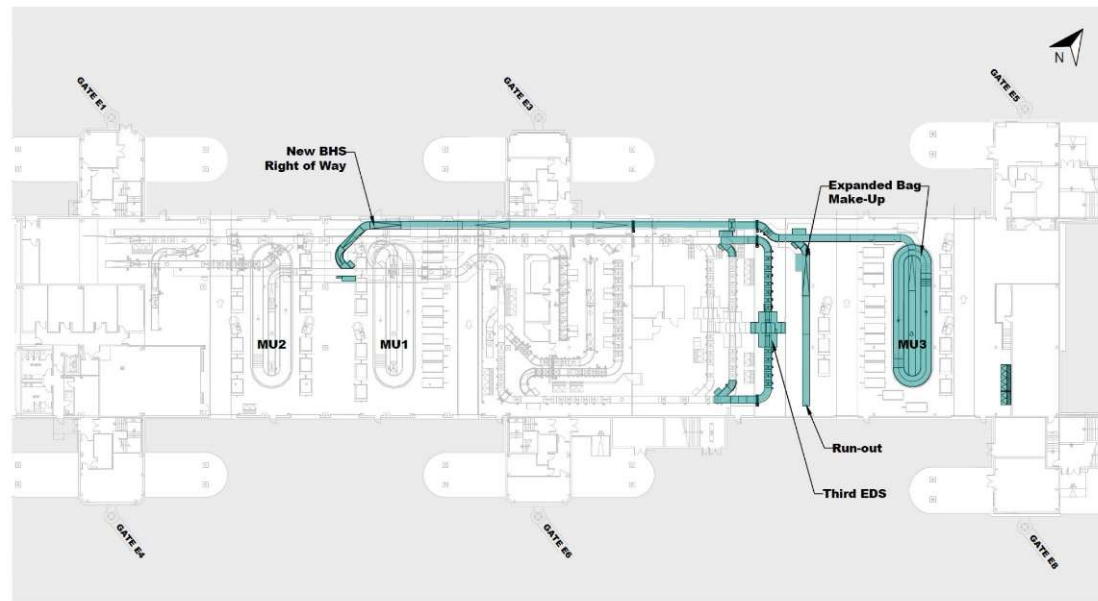 N
GATE E1
GATE E3
GATE E5
New BHS
Right of Way
Expanded Bag
Make-Up
MU2
MU1
MU3
Run-out
Third EDS
GATE E4
GATE E6
GATE E8